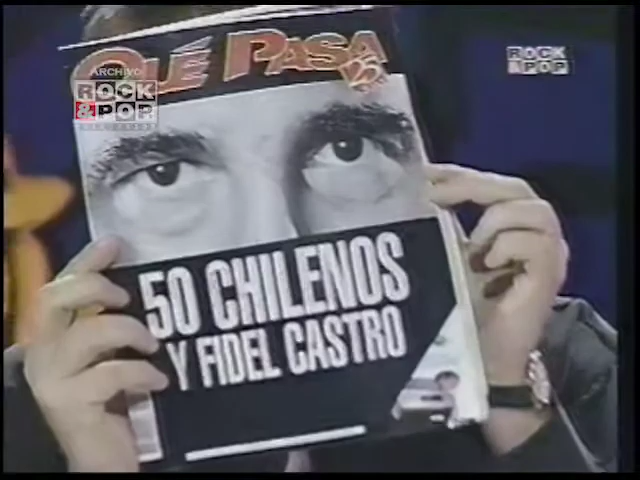 QUÉ PASA
25
ARCHIVO
ROCK
&POP
ROCK
&POP
50 CHILENOS
Y FIDEL CASTRO